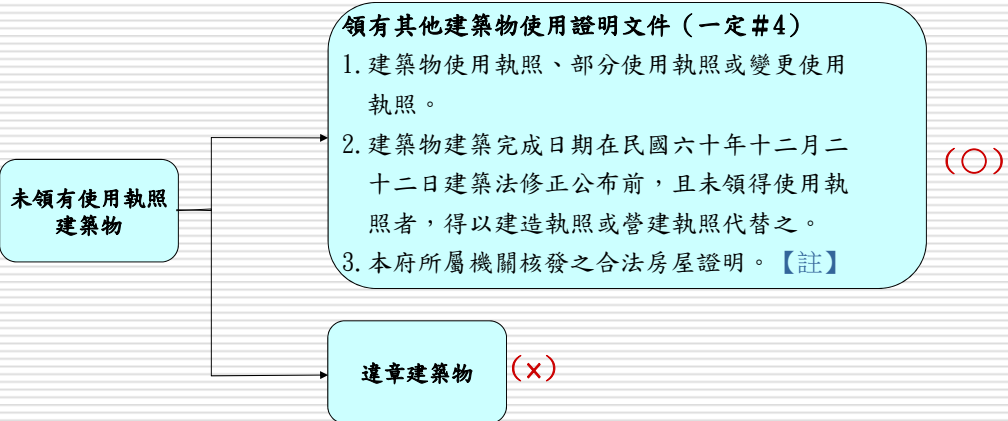 領有其他建築物使用證明文件（一定＃4）
1.建築物使用執照、部分使用執照或變更使用
執照。
2.建築物建築完成日期在民國六十年十二月二
十二日建築法修正公布前，且未領得使用執
照者，得以建造執照或營建執照代替之。
3.本府所屬機關核發之合法房屋證明。【註】
（○）
未領有使用執照
建築物
違章建築物
（×）